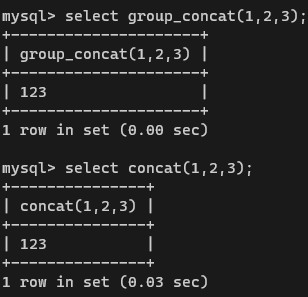 mysql> select group_concat(1,2,3);
+---------------------+
| group_concat(1,2,3) |
+---------------------+
| 123                 |
+---------------------+
1 row in set (0.00 sec)

mysql> select concat(1,2,3);
+---------------+
| concat(1,2,3) |
+---------------+
| 123           |
+---------------+
1 row in set (0.03 sec)